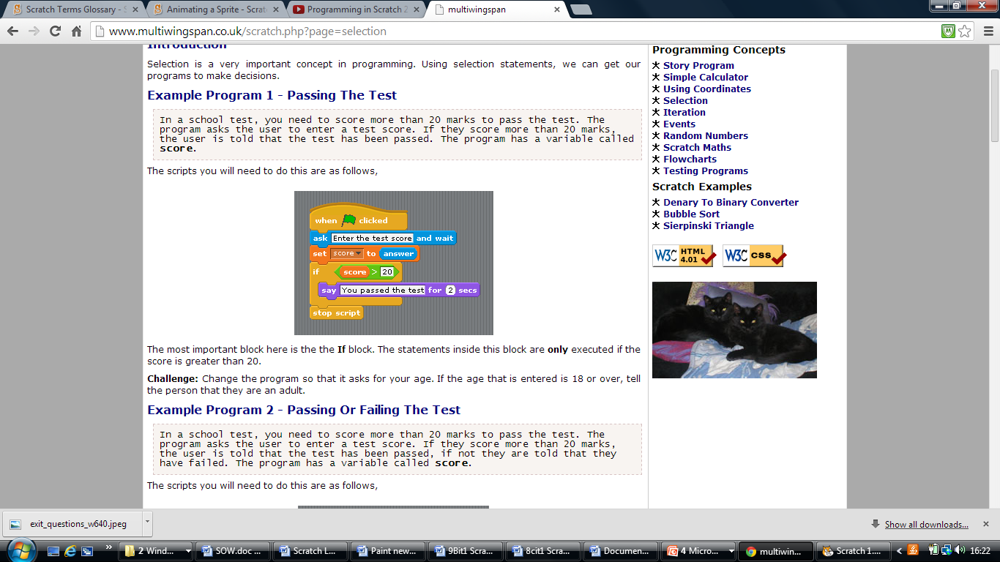 Scratch Terms Glossary - S
Animating a Sprite - Scrat
Programming in Scratch 2
multiwingspan
www.multiwingspan.co.uk/scratch.php?page=selection
Introduction
Selection is a very important concept in programming. Using selection statements, we can get our
programs to make decisions.
Example Program 1 - Passing The Test
In a school test, you need to score more than 20 marks to pass the test. The
program asks the user to enter a test score. If they score more than 20 marks,
the user is told that the test has been passed. The program has a variable called
score.
The scripts you will need to do this are as follows,
when clicked
ask Enter the test score and wait
set score to answer
if score > 20
say You passed the test for 2 secs
stop script
The most important block here is the the If block. The statements inside this block are only executed if the
score is greater than 20.
Challenge: Change the program so that it asks for your age. If the age that is entered is 18 or over, tell
the person that they are an adult.
Example Program 2 - Passing Or Failing The Test
In a school test, you need to score more than 20 marks to pass the test. The
program asks the user to enter a test score. If they score more than 20 marks,
the user is told that the test has been passed, if not they are told that they
have failed. The program has a variable called score.
The scripts you will need to do this are as follows,
Programming Concepts
Story Program
Simple Calculator
Using Coordinates
Selection
Iteration
Events
Random Numbers
Scratch Maths
Flowcharts
Testing Programs
Scratch Examples
Denary To Binary Converter
Bubble Sort
Sierpinski Triangle
W3C HTML 4.01
W3C css
exit_questions_w640.jpeg
Show all downloads...
2 Wind...
SOW.doc ...
Scratch L...
Paint new...
9Bit1 Scra...
8cit1 Scra...
Documen...
4 Micro...
multiwin...
Scratch 1....
16:22